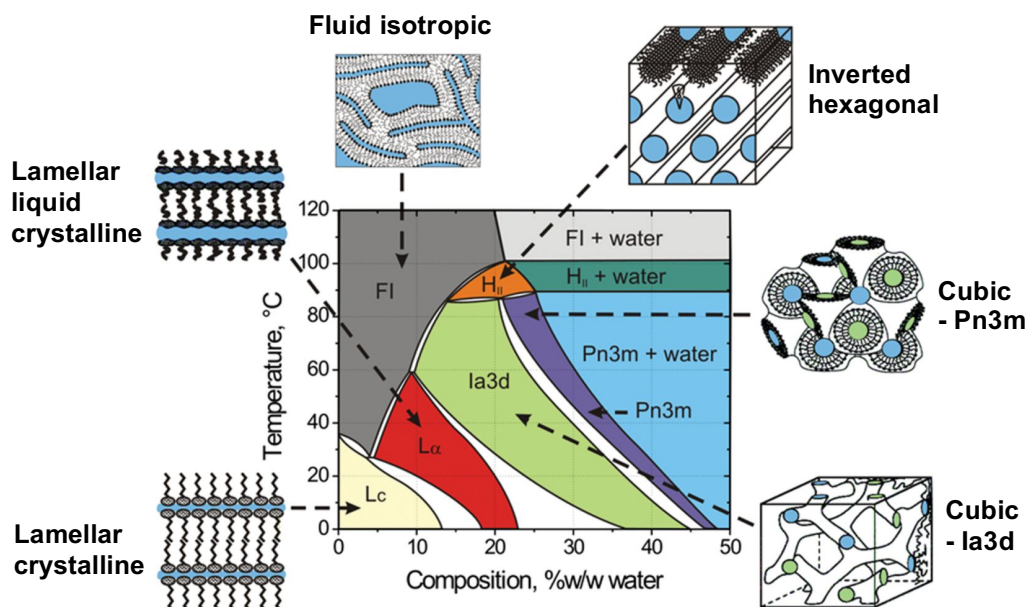 Fluid isotropic
Inverted
hexagonal
Lamellar
liquid
crystalline
Cubic
- Pn3m
Cubic
- Ia3d
Lamellar
crystalline
Temperature, °C
120
100
80
60
40
20
0
FI
FI + water
HII
HII + water
Pn3m + water
Ia3d
Pn3m
Lα
Lc
0 10 20 30 40 50
Composition, %w/w water